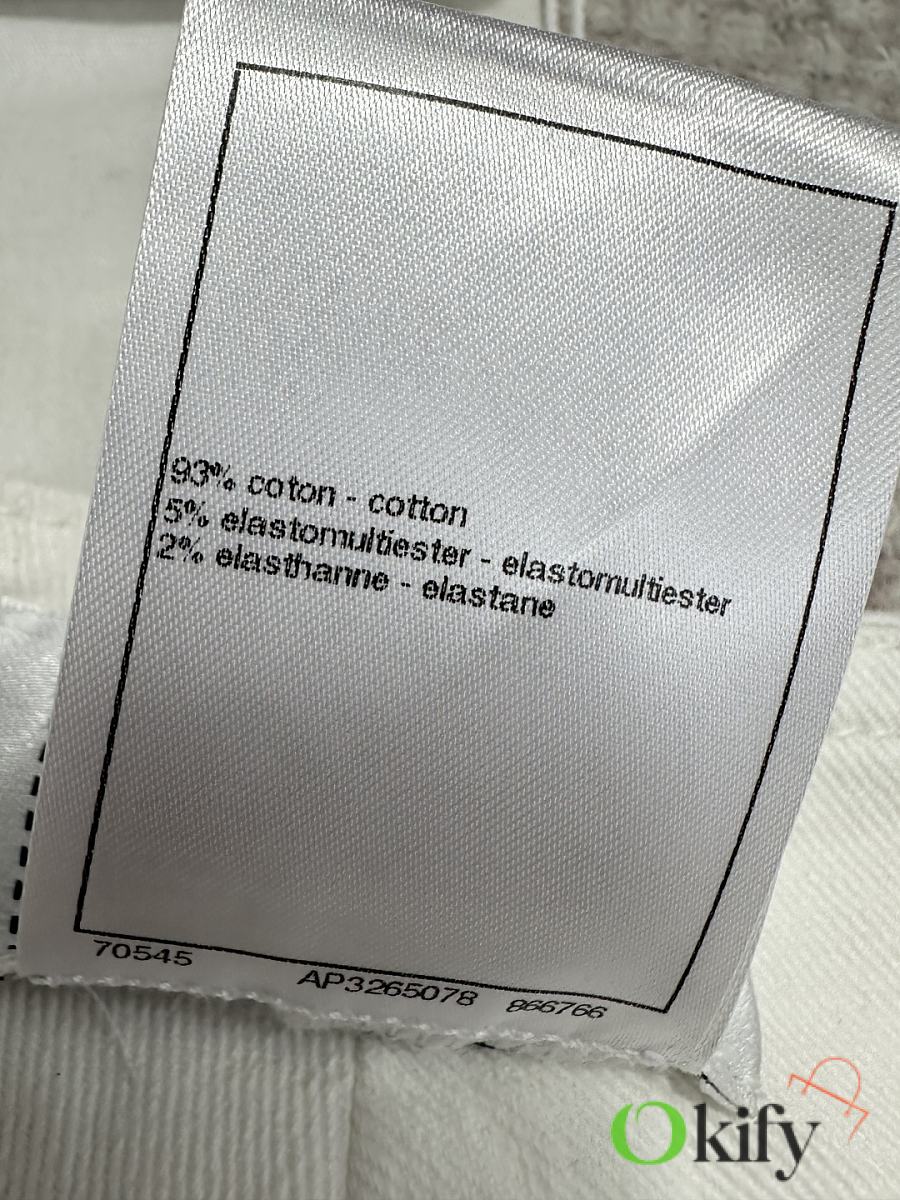 93% coton - cotton
5% elastomultiester - elastomultiester
2% elasthanne - elastane
70545 AP3265078 866766
Okify